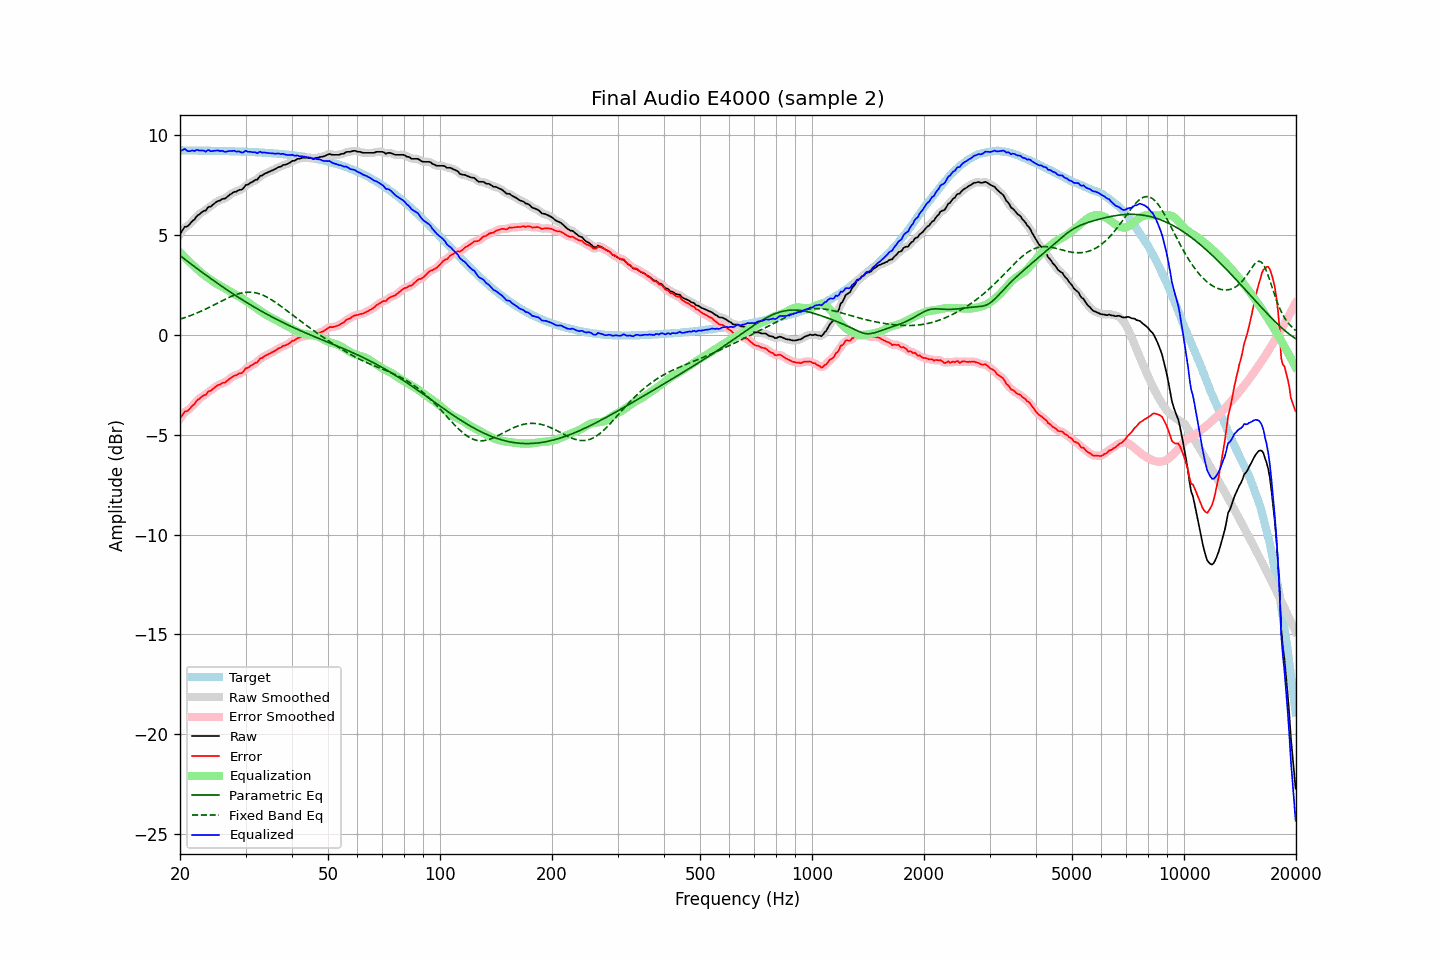 Final Audio E4000 (sample 2)
10
5
0
−5
−10
−15
−20
−25
Amplitude (dBr)
Target
Raw Smoothed
Error Smoothed
Raw
Error
Equalization
Parametric Eq
Fixed Band Eq
Equalized
20 50 100 200 500 1000 2000 5000 10000 20000
Frequency (Hz)